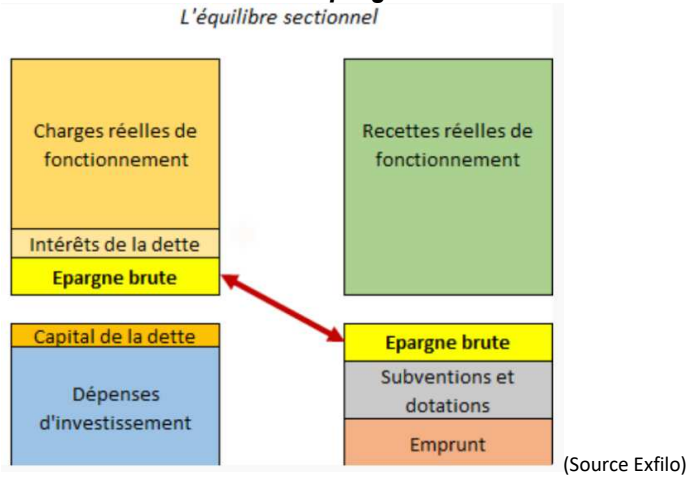 L'équilibre sectionnel
Charges réelles de
fonctionnement
Intérêts de la dette
Epargne brute
Recettes réelles de
fonctionnement
Capital de la dette
Dépenses
d'investissement
Epargne brute
Subventions et
dotations
Emprunt
(Source Exfilo)